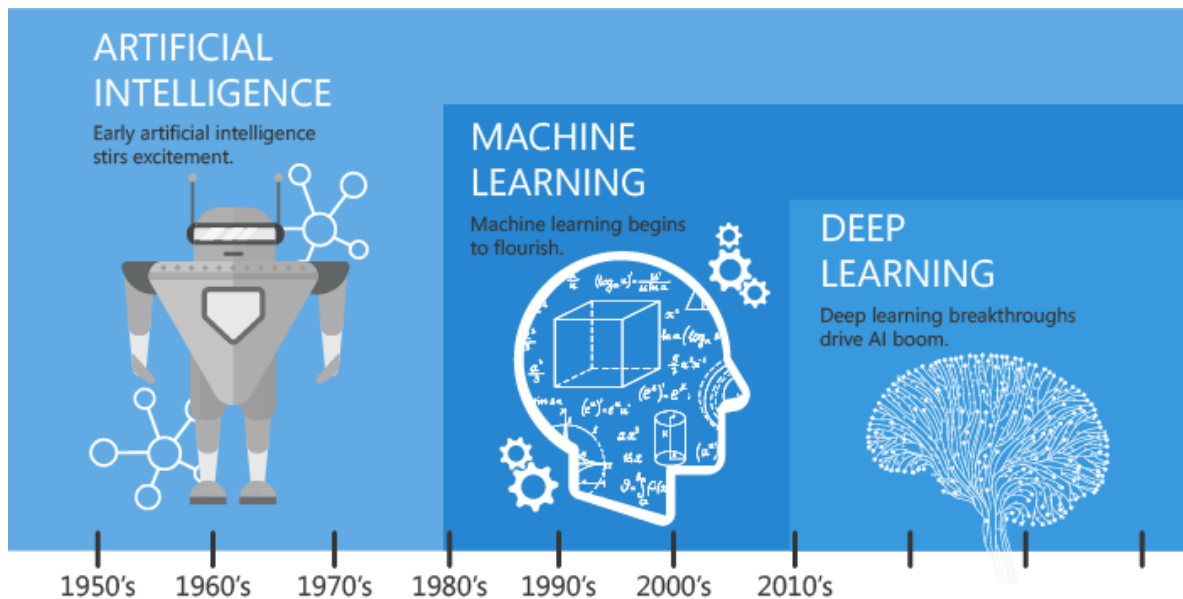 ARTIFICIAL
INTELLIGENCE
Early artificial intelligence
stirs excitement.
MACHINE
LEARNING
Machine learning begins
to flourish.
DEEP
LEARNING
Deep learning breakthroughs
drive AI boom.
1950's 1960's 1970's 1980's 1990's 2000's 2010's